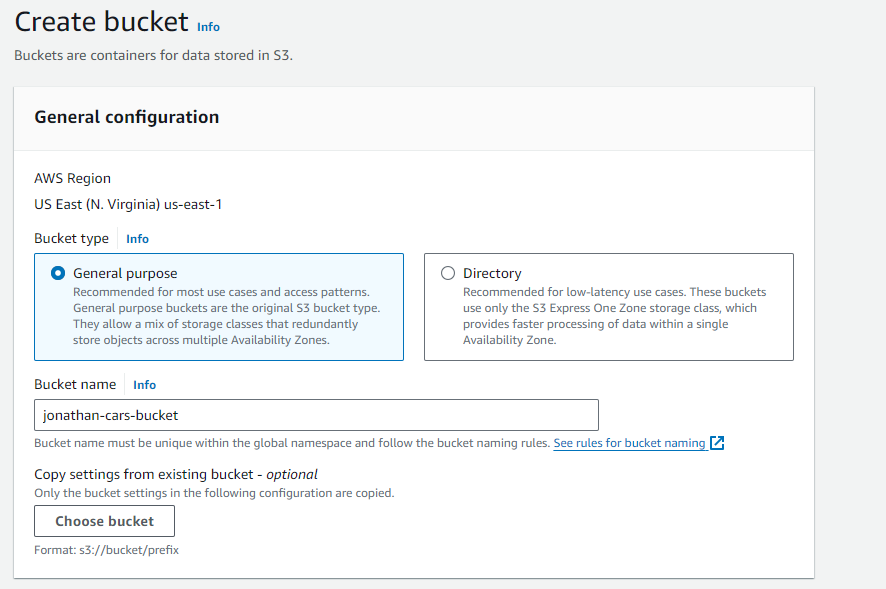 Create bucket Info
Buckets are containers for data stored in S3.
General configuration
AWS Region
US East (N. Virginia) us-east-1
Bucket type Info
General purpose
Recommended for most use cases and access patterns.
General purpose buckets are the original S3 bucket type.
They allow a mix of storage classes that redundantly
store objects across multiple Availability Zones.
Directory
Recommended for low-latency use cases. These buckets
use only the S3 Express One Zone storage class, which
provides faster processing of data within a single
Availability Zone.
Bucket name Info
jonathan-cars-bucket
Bucket name must be unique within the global namespace and follow the bucket naming rules. See rules for bucket naming
Copy settings from existing bucket - optional
Only the bucket settings in the following configuration are copied.
Choose bucket
Format: s3://bucket/prefix